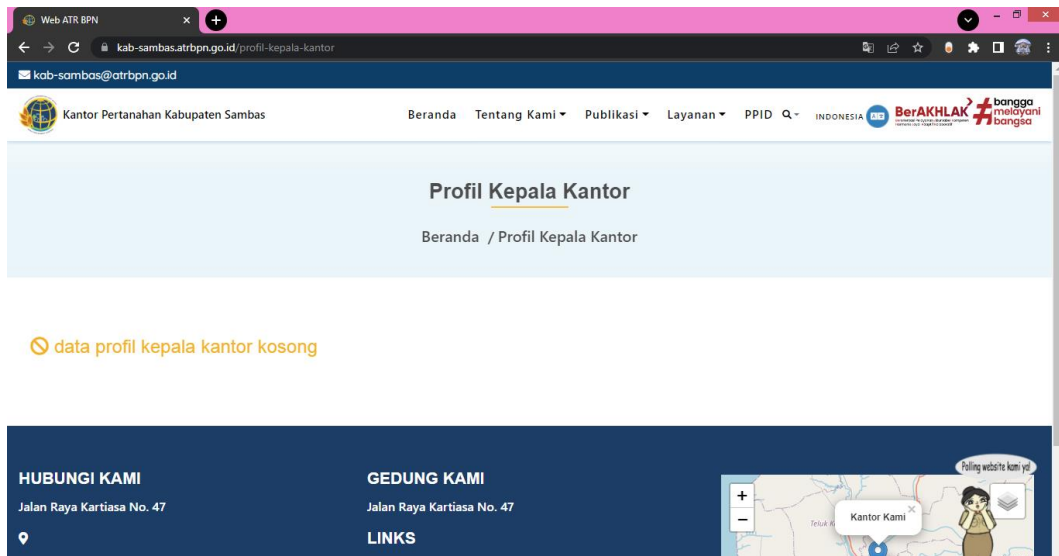 Web ATR BPN
kab-sambas.atrbpn.go.id/profil-kepala-kantor
kab-sambas@atrbpn.go.id
Kantor Pertanahan Kabupaten Sambas
Beranda Tentang Kami Publikasi Layanan PPID INDONESIA
BerAKHLAK
# bangga
melayani
bangsa
Profil Kepala Kantor
Beranda / Profil Kepala Kantor
data profil kepala kantor kosong
HUBUNGI KAMI
Jalan Raya Kartiasa No. 47
GEDUNG KAMI
Jalan Raya Kartiasa No. 47
LINKS
Polling website kami ya!
+
−
Teluk
Kantor Kami
×